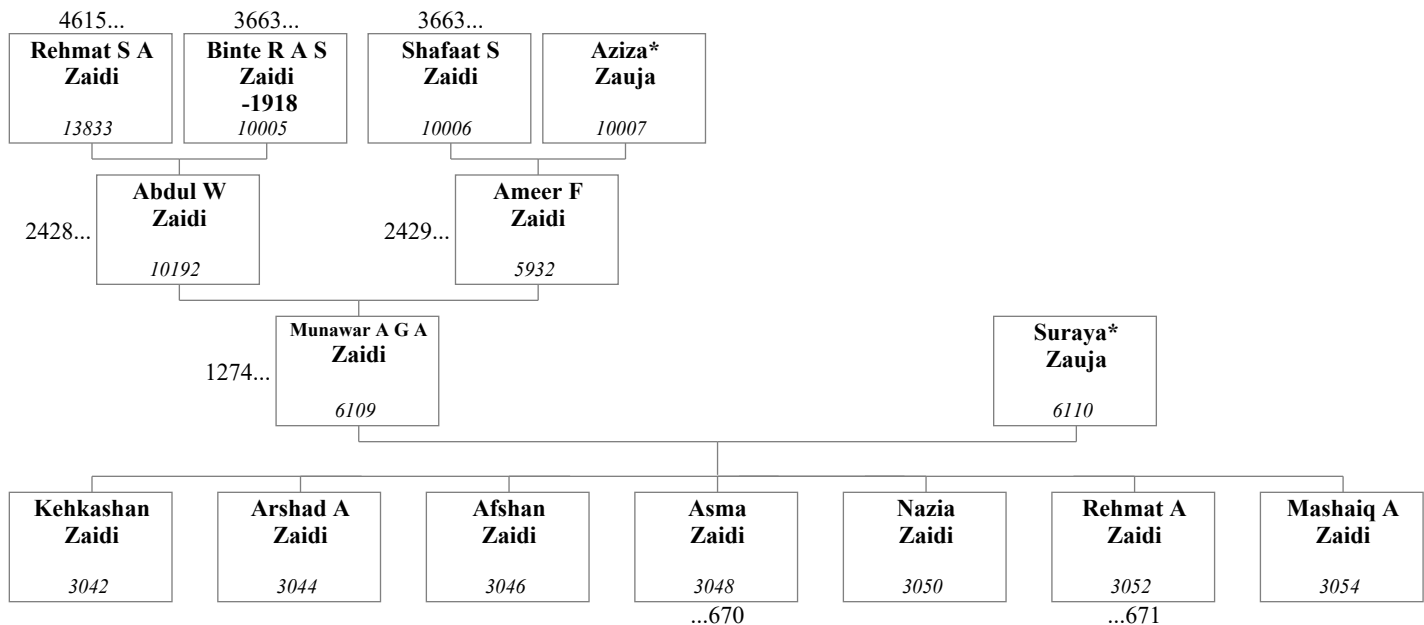 4615...
3663...
3663...
Rehmat S A
Zaidi
13833
Binte R A S
Zaidi
-1918
10005
Shafaat S
Zaidi
10006
Aziza*
Zauja
10007
2428...
Abdul W
Zaidi
10192
2429...
Ameer F
Zaidi
5932
1274...
Munawar A G A
Zaidi
6109
Suraya*
Zauja
6110
Kehkashan
Zaidi
3042
Arshad A
Zaidi
3044
Afshan
Zaidi
3046
Asma
Zaidi
3048
...670
Nazia
Zaidi
3050
Rehmat A
Zaidi
3052
...671
Mashaiq A
Zaidi
3054